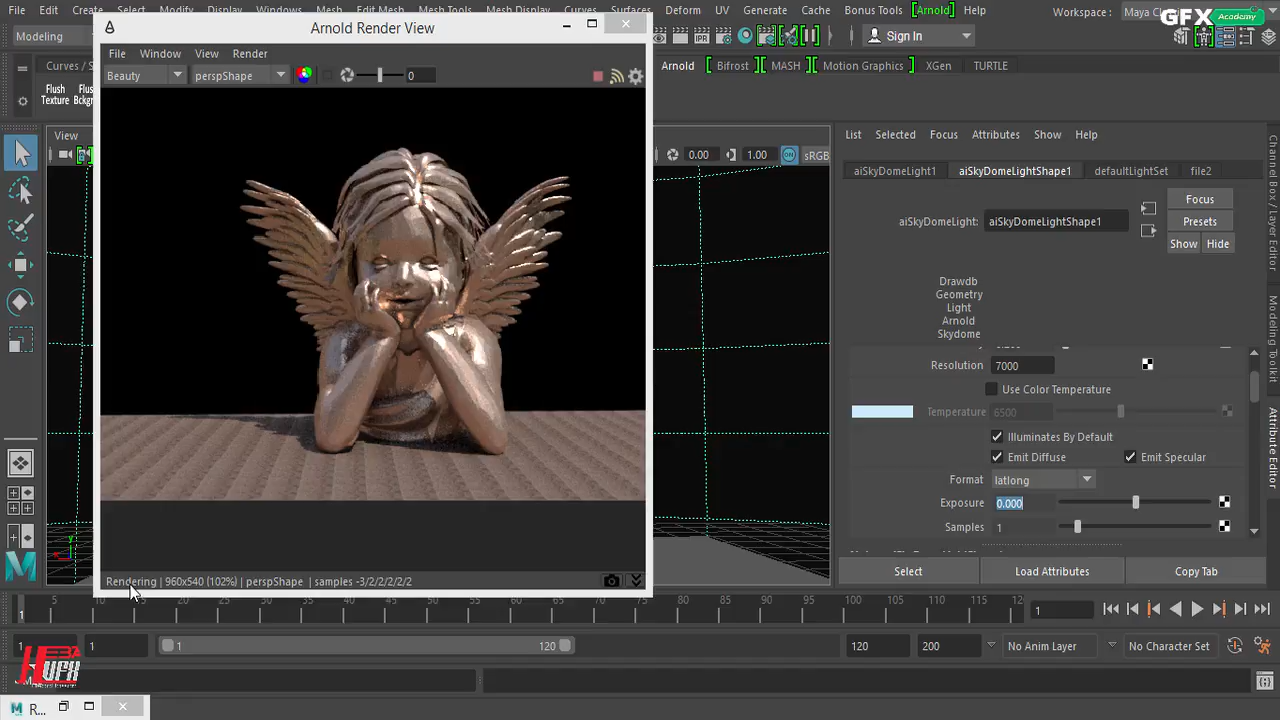 File Edit Create Select Modify Display Windows Mesh Edit Mesh Mesh Tools Mesh Display Curves Surfaces Deform UV Generate Cache Bonus Tools [Arnold] Workspace:
GFX Academy
Arnold Render View
Modeling
Sign In
File Window View Render
Curves /
Arnold Bifrost MASH Motion Graphics XGen TURTLE
Beauty perspShape 0
Flush
Texture
View
0.00 1.00 ON sRGB
List Selected Focus Attributes Show Help
aiSkyDomeLight1 aiSkyDomeLightShape1 defaultLightSet file2
Focus
aiSkyDomeLight: aiSkyDomeLightShape1
Presets
Show Hide
Drawdb
Geometry
Light
Arnold
Skydome
Resolution 7000
Use Color Temperature
Temperature 6500
Illuminates By Default
Emit Diffuse Emit Specular
Format latlong
Exposure 0.000
Samples 1
Select Load Attributes Copy Tab
Channel Box / Layer Editor
Modeling Toolkit
Attribute Editor
Rendering | 960x540 (102%) | perspShape | samples -3/2/2/2/2/2
5 10 15 20 25 30 35 40 45 50 55 60 65 70 75 80 85 90 95 100 105 110 115 12
1 1
1 1 120 120 200 No Anim Layer No Character Set
HVFX
R...